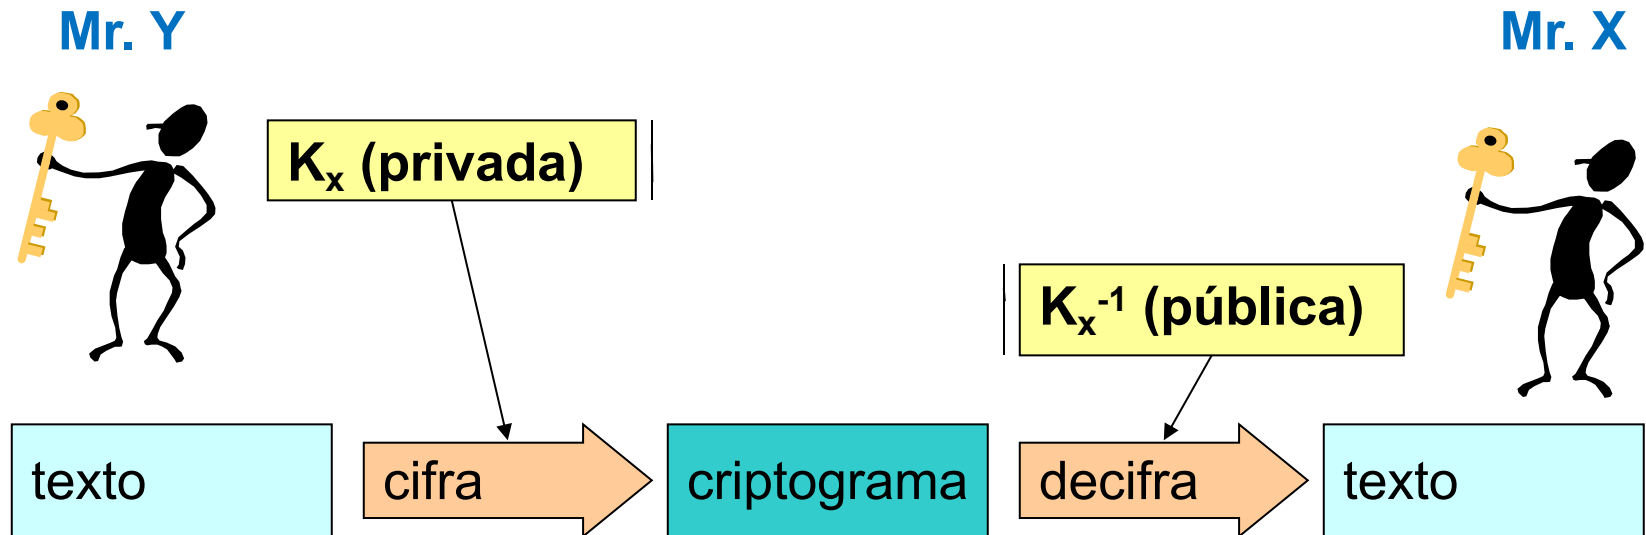 Mr. Y
Mr. X
Kₓ (privada)
Kₓ⁻¹ (pública)
texto
cifra
criptograma
decifra
texto